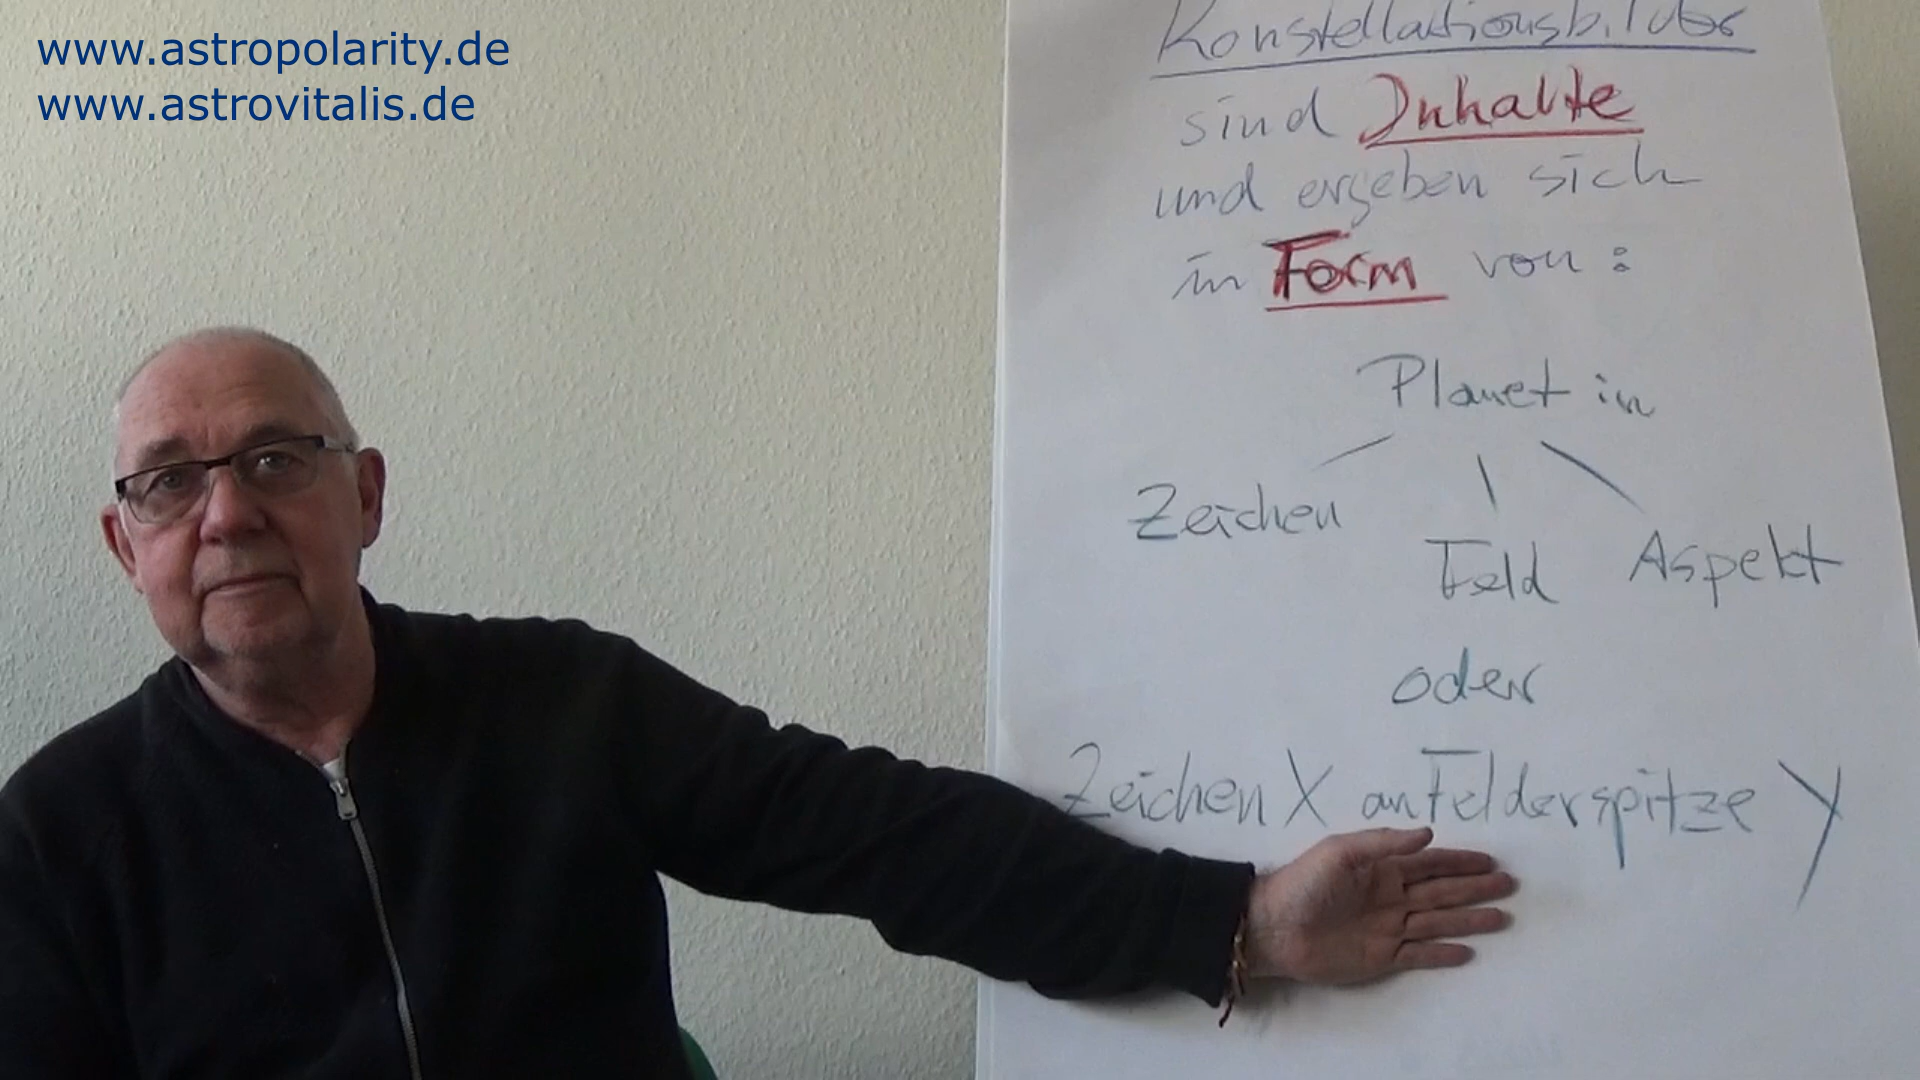 www.astropolarity.de
www.astrovitalis.de
Konstellationsbilder
sind Inhalte
und ergeben sich
in Form von:
Planet in
Zeichen
Feld
Aspekt
oder
Zeichen X an Felderspitze Y